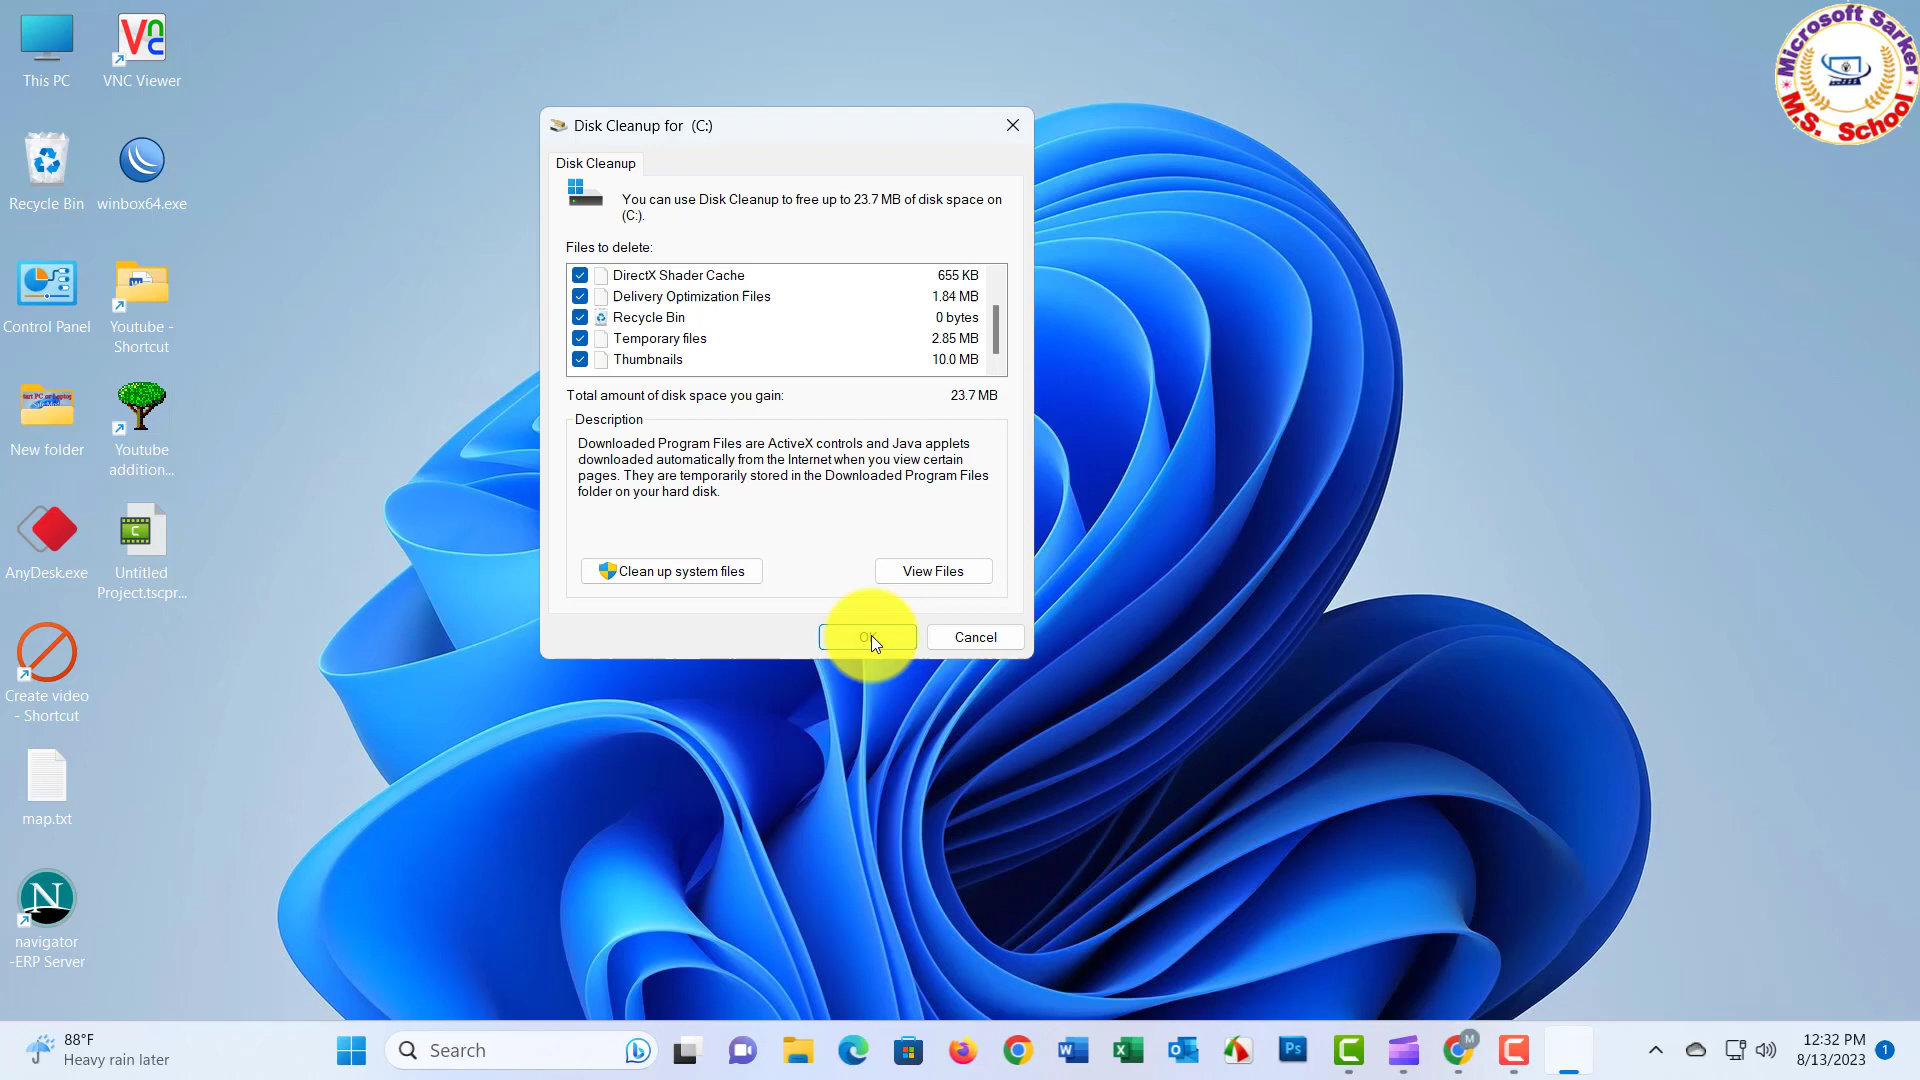 This PC
VNC Viewer
Recycle Bin
winbox64.exe
Control Panel
Youtube -
Shortcut
New folder
Youtube
addition...
AnyDesk.exe
Untitled
Project.tscpr...
Create video
- Shortcut
map.txt
navigator
-ERP Server
Microsoft Sarker
M.S. School
Disk Cleanup for (C:)
Disk Cleanup
You can use Disk Cleanup to free up to 23.7 MB of disk space on
(C:).
Files to delete:
DirectX Shader Cache 655 KB
Delivery Optimization Files 1.84 MB
Recycle Bin 0 bytes
Temporary files 2.85 MB
Thumbnails 10.0 MB
Total amount of disk space you gain: 23.7 MB
Description
Downloaded Program Files are ActiveX controls and Java applets
downloaded automatically from the Internet when you view certain
pages. They are temporarily stored in the Downloaded Program Files
folder on your hard disk.
Clean up system files
View Files
OK
Cancel
88°F
Heavy rain later
Search
12:32 PM
8/13/2023
1